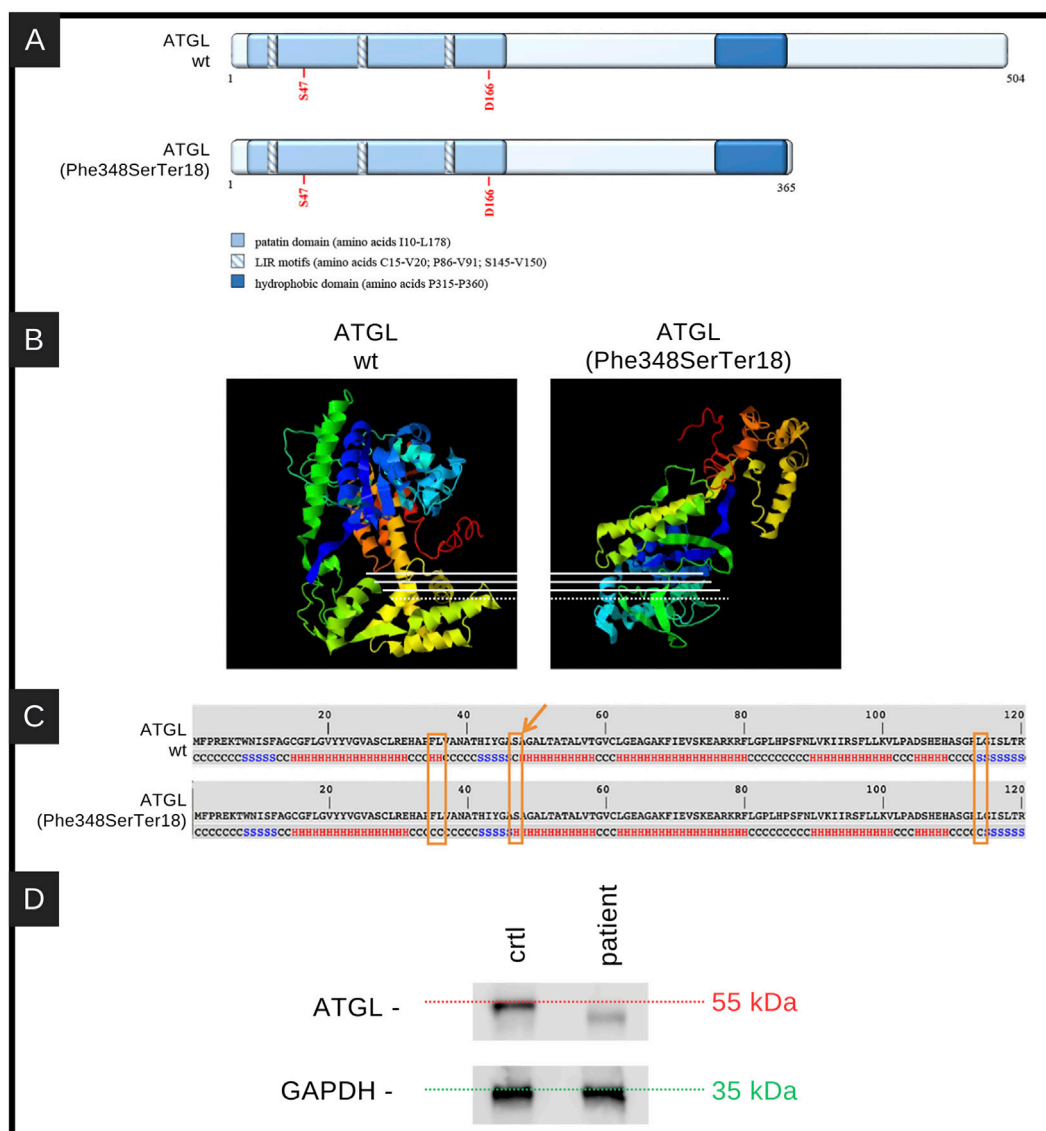 A
ATGL
wt
1
S47
D166
504
ATGL
(Phe348SerTer18)
1
S47
D166
365
patatin domain (amino acids I10-L178)
LIR motifs (amino acids C15-V20; P86-V91; S145-V150)
hydrophobic domain (amino acids P315-P360)
B
ATGL
wt
ATGL
(Phe348SerTer18)
C
ATGL
wt
20 40 60 80 100 120
MFPREKTWNISFAGCGFLGVYYVGVASCLREHAPFLVANATHIYGASAGALTATALVTGVCLGEAGAKFIEVSKEARKRFLGPLHPSFNLVKIIRSFLLKVLPADSHEHASGRLGISLTR
CCCCCCCSSSSSCCHHHHHHHHHHHHHHHHHCCCHHCCCCCSSSSSCHHHHHHHHHHHCCCHHHHHHHHHHHHHHHHHHHCCCCCCCCCHHHHHHHHHHHHCCCHHHHHCCCCSSSSSSS
ATGL
(Phe348SerTer18)
20 40 60 80 100 120
MFPREKTWNISFAGCGFLGVYYVGVASCLREHAPFLVANATHIYGASAGALTATALVTGVCLGEAGAKFIEVSKEARKRFLGPLHPSFNLVKIIRSFLLKVLPADSHEHASGRLGISLTR
CCCCCCCSSSSSCCHHHHHHHHHHHHHHHHHCCCCCCCCCCSSSSSHHHHHHHHHHHHCCCHHHHHHHHHHHHHHHHHHHCCCCCCCCCHHHHHHHHHHHHCCCHHHHHCCCCCSSSSSS
D
crtl
patient
ATGL -
55 kDa
GAPDH -
35 kDa